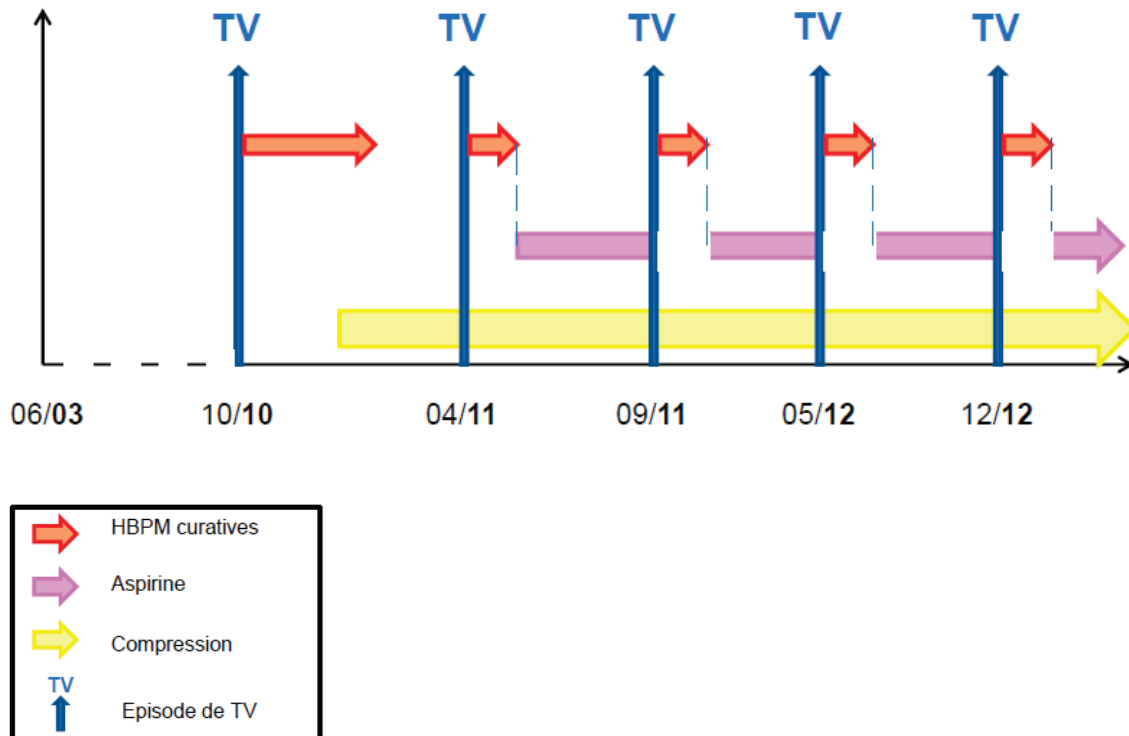 TV TV TV TV TV
06/03 10/10 04/11 09/11 05/12 12/12
HBPM curatives
Aspirine
Compression
TV
Episode de TV